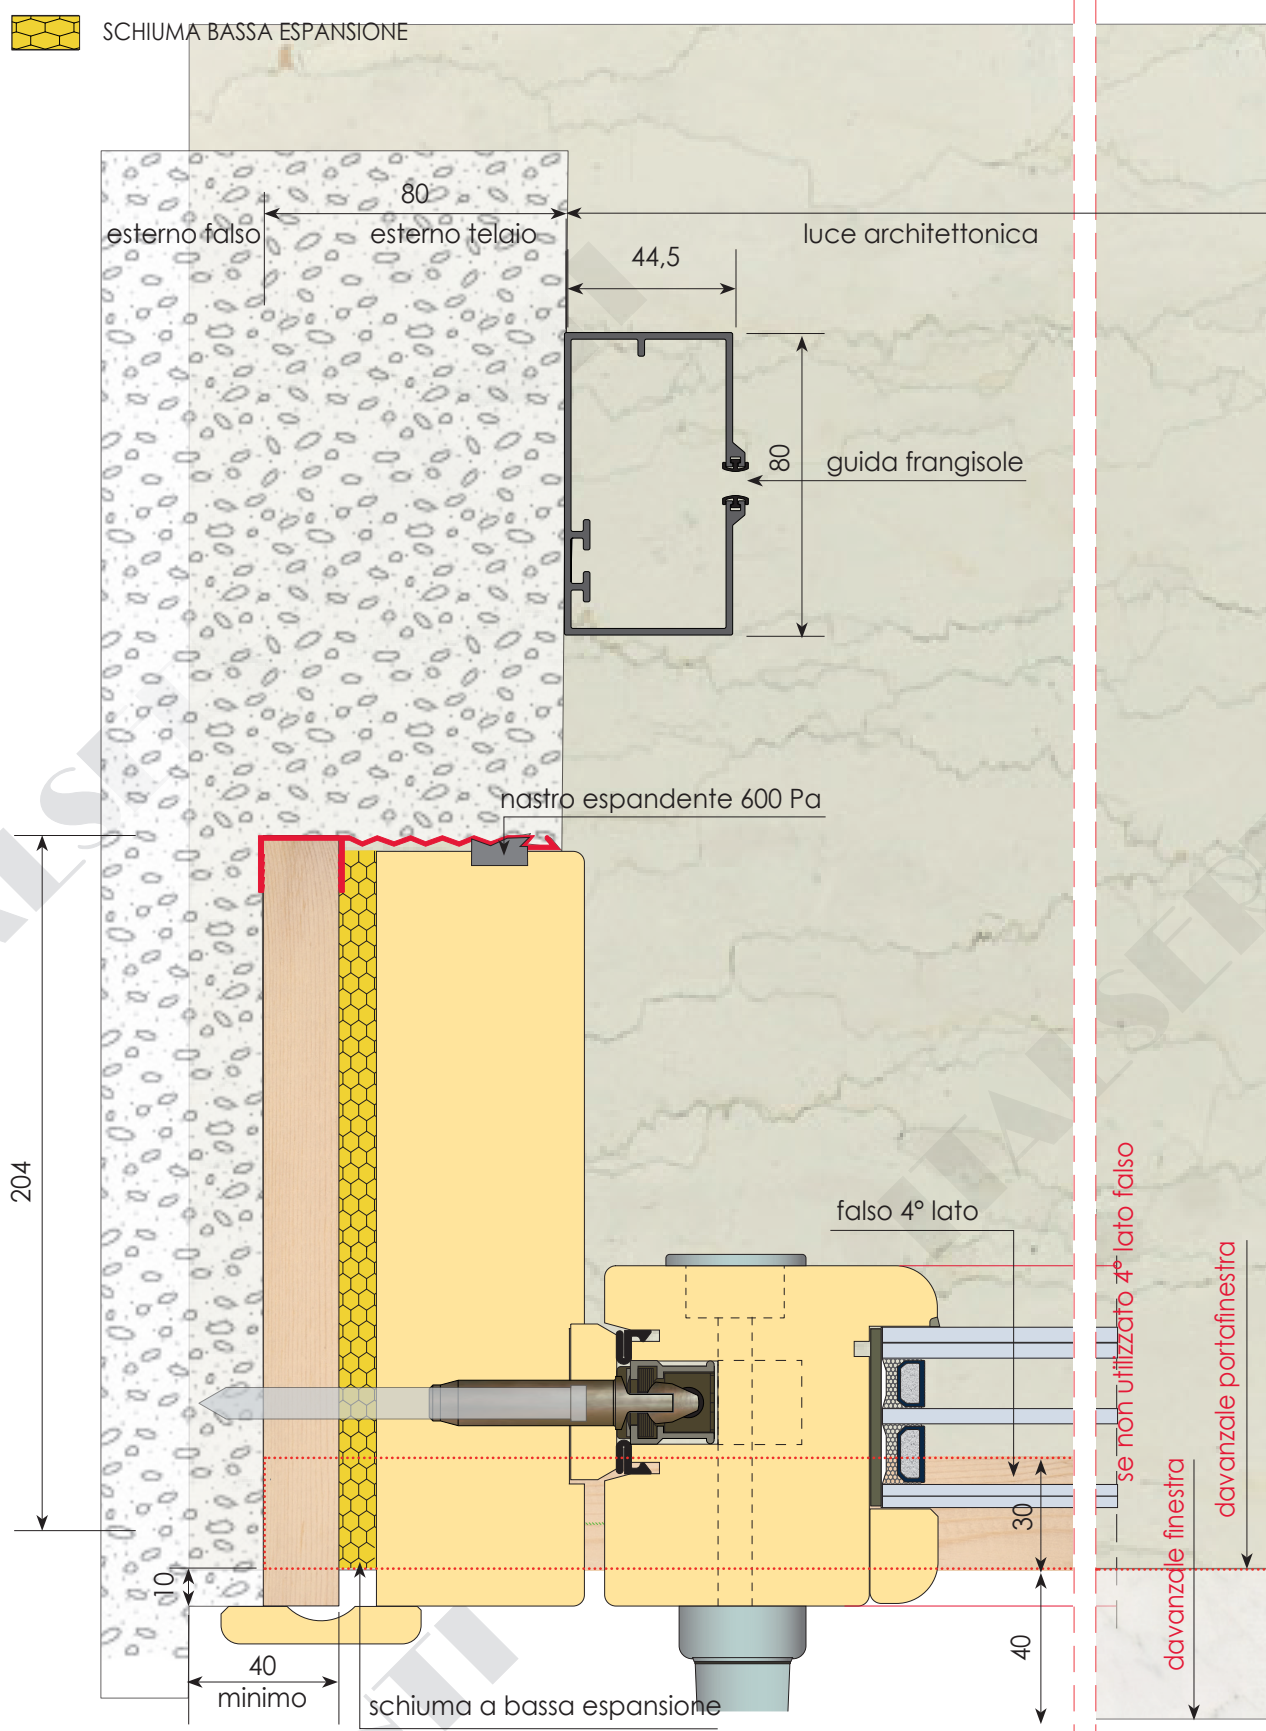 SCHIUMA BASSA ESPANSIONE
80
esterno falso
esterno telaio
luce architettonica
44,5
80
guida frangisole
nastro espandente 600 Pa
204
falso 4° lato
se non utilizzato 4° lato falso
davanzale portafinestra
davanzale finestra
30
10
40
40
minimo
schiuma a bassa espansione